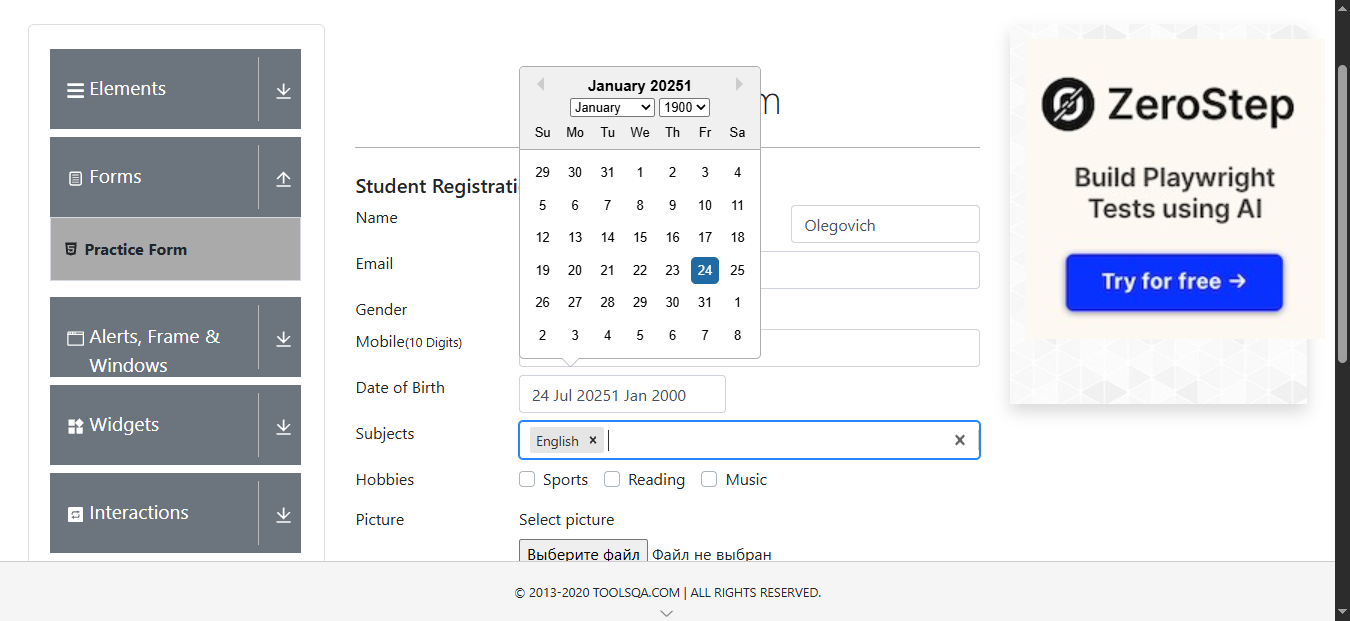 Elements
Forms
Practice Form
Alerts, Frame &
Windows
Widgets
Interactions
m
Student Registrati
Name
Olegovich
Email
Gender
Mobile(10 Digits)
Date of Birth
24 Jul 20251 Jan 2000
Subjects
English ×
Hobbies
Sports Reading Music
Picture
Select picture
Выберите файл Файл не выбран
January 20251
January 1900
Su Mo Tu We Th Fr Sa
29 30 31 1 2 3 4
5 6 7 8 9 10 11
12 13 14 15 16 17 18
19 20 21 22 23 24 25
26 27 28 29 30 31 1
2 3 4 5 6 7 8
ZeroStep
Build Playwright
Tests using AI
Try for free →
© 2013-2020 TOOLSQA.COM | ALL RIGHTS RESERVED.